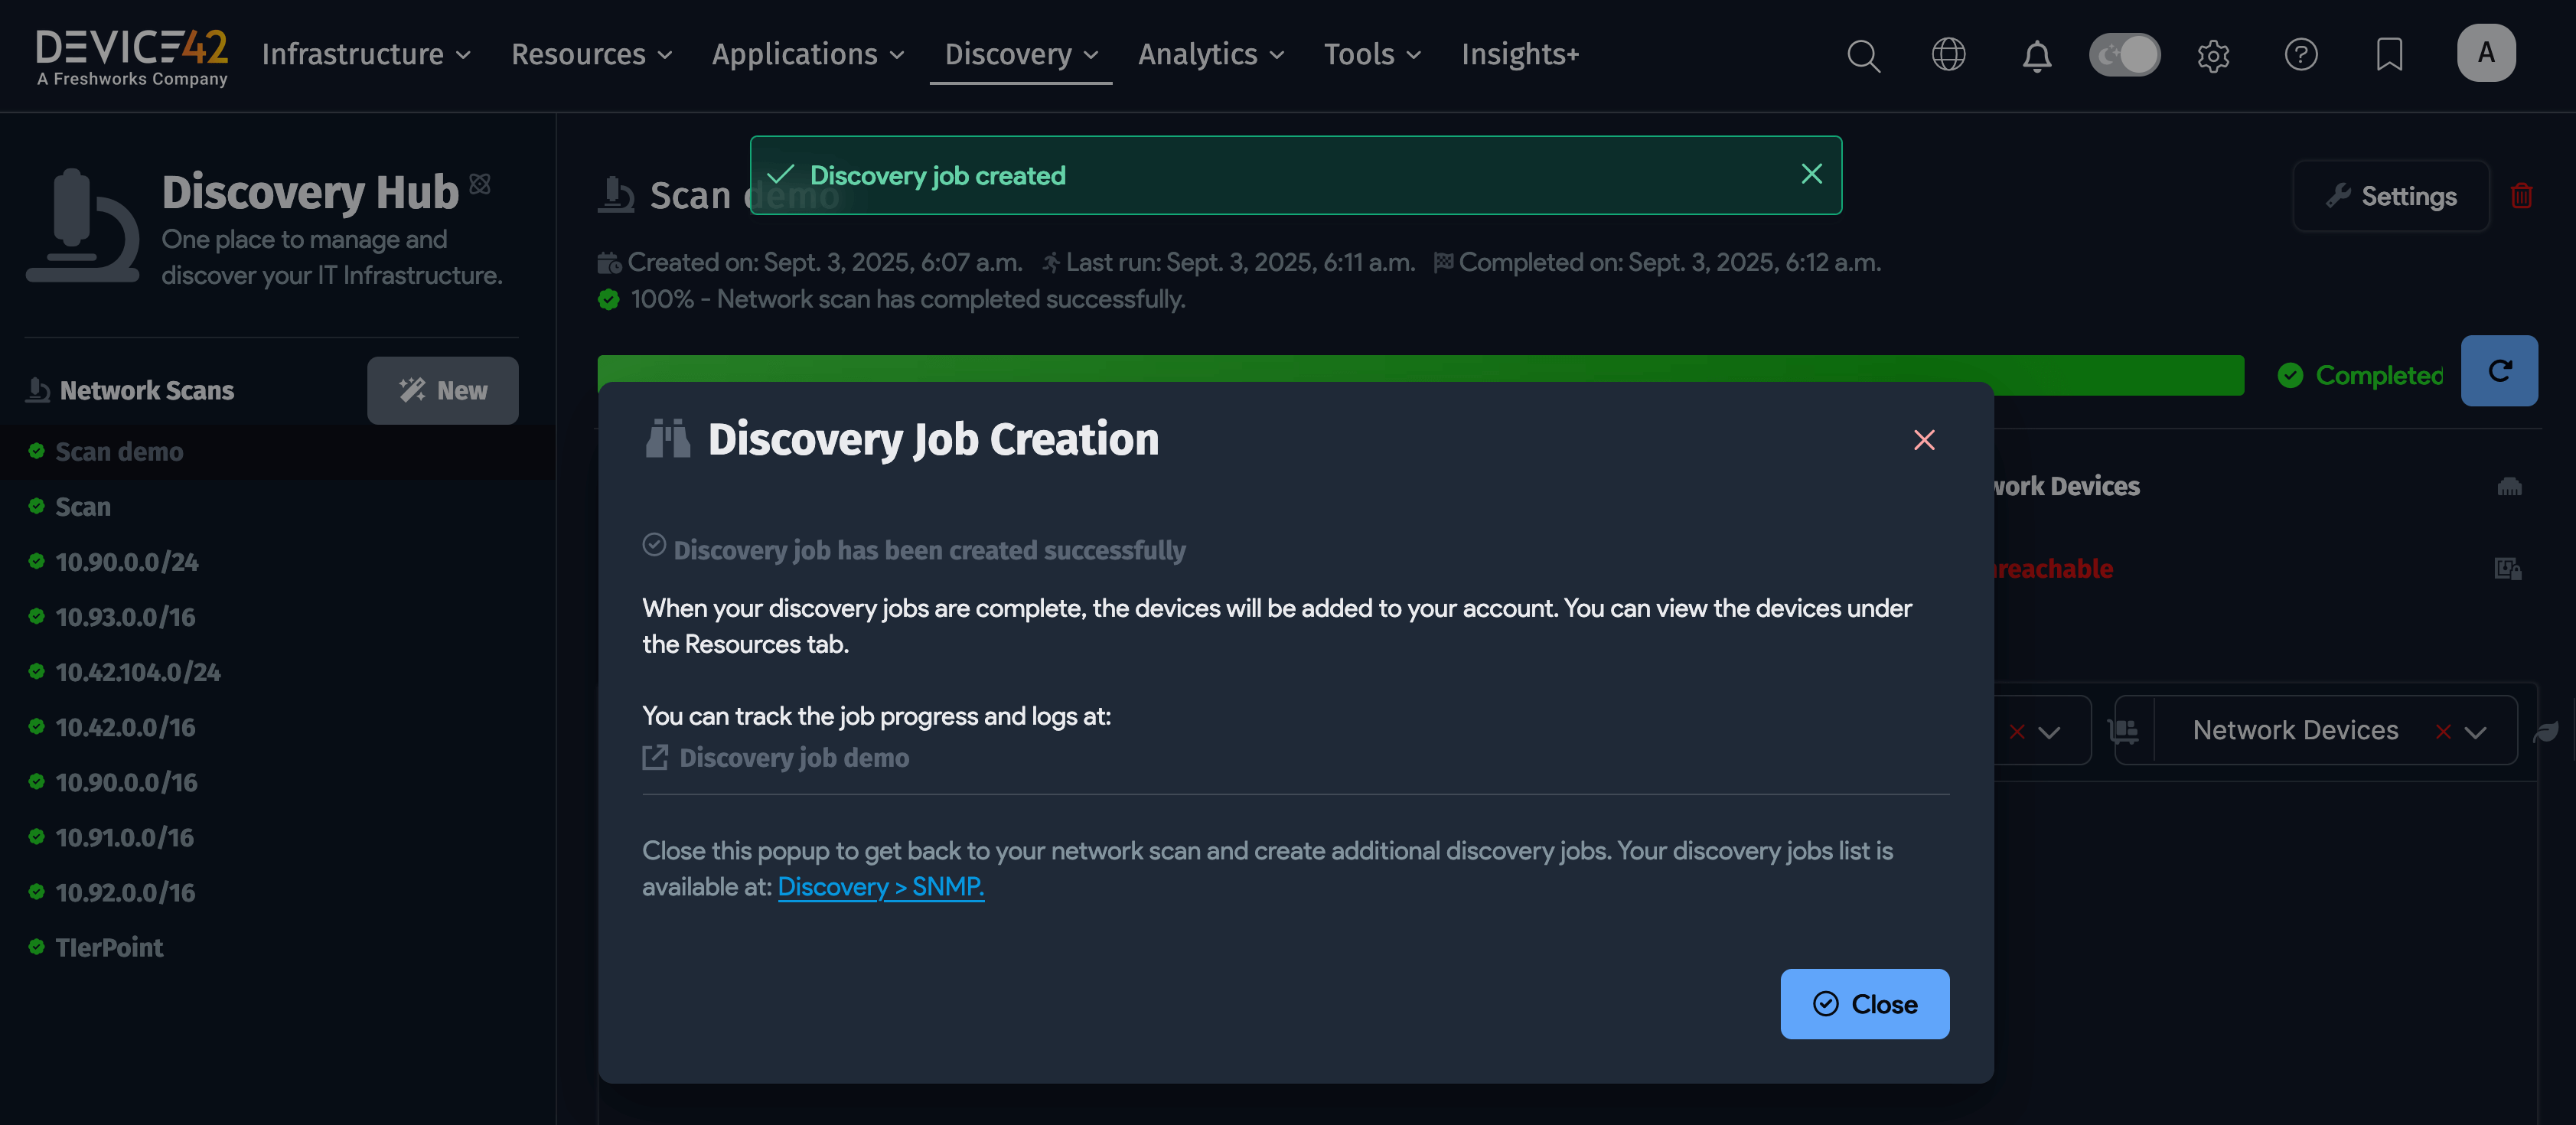 DEVICE42
A Freshworks Company
Infrastructure
Resources
Applications
Discovery
Analytics
Tools
Insights+
A
Discovery Hub
One place to manage and
discover your IT Infrastructure.
Network Scans
New
Scan demo
Scan
10.90.0.0/24
10.93.0.0/16
10.42.104.0/24
10.42.0.0/16
10.90.0.0/16
10.91.0.0/16
10.92.0.0/16
TIerPoint
Discovery job created
Scan demo
Settings
Created on: Sept. 3, 2025, 6:07 a.m. Last run: Sept. 3, 2025, 6:11 a.m. Completed on: Sept. 3, 2025, 6:12 a.m.
100% - Network scan has completed successfully.
Completed
Discovery Job Creation
Discovery job has been created successfully
When your discovery jobs are complete, the devices will be added to your account. You can view the devices under
the Resources tab.
You can track the job progress and logs at:
Discovery job demo
Close this popup to get back to your network scan and create additional discovery jobs. Your discovery jobs list is
available at: Discovery > SNMP.
Close
work Devices
nreachable
Network Devices